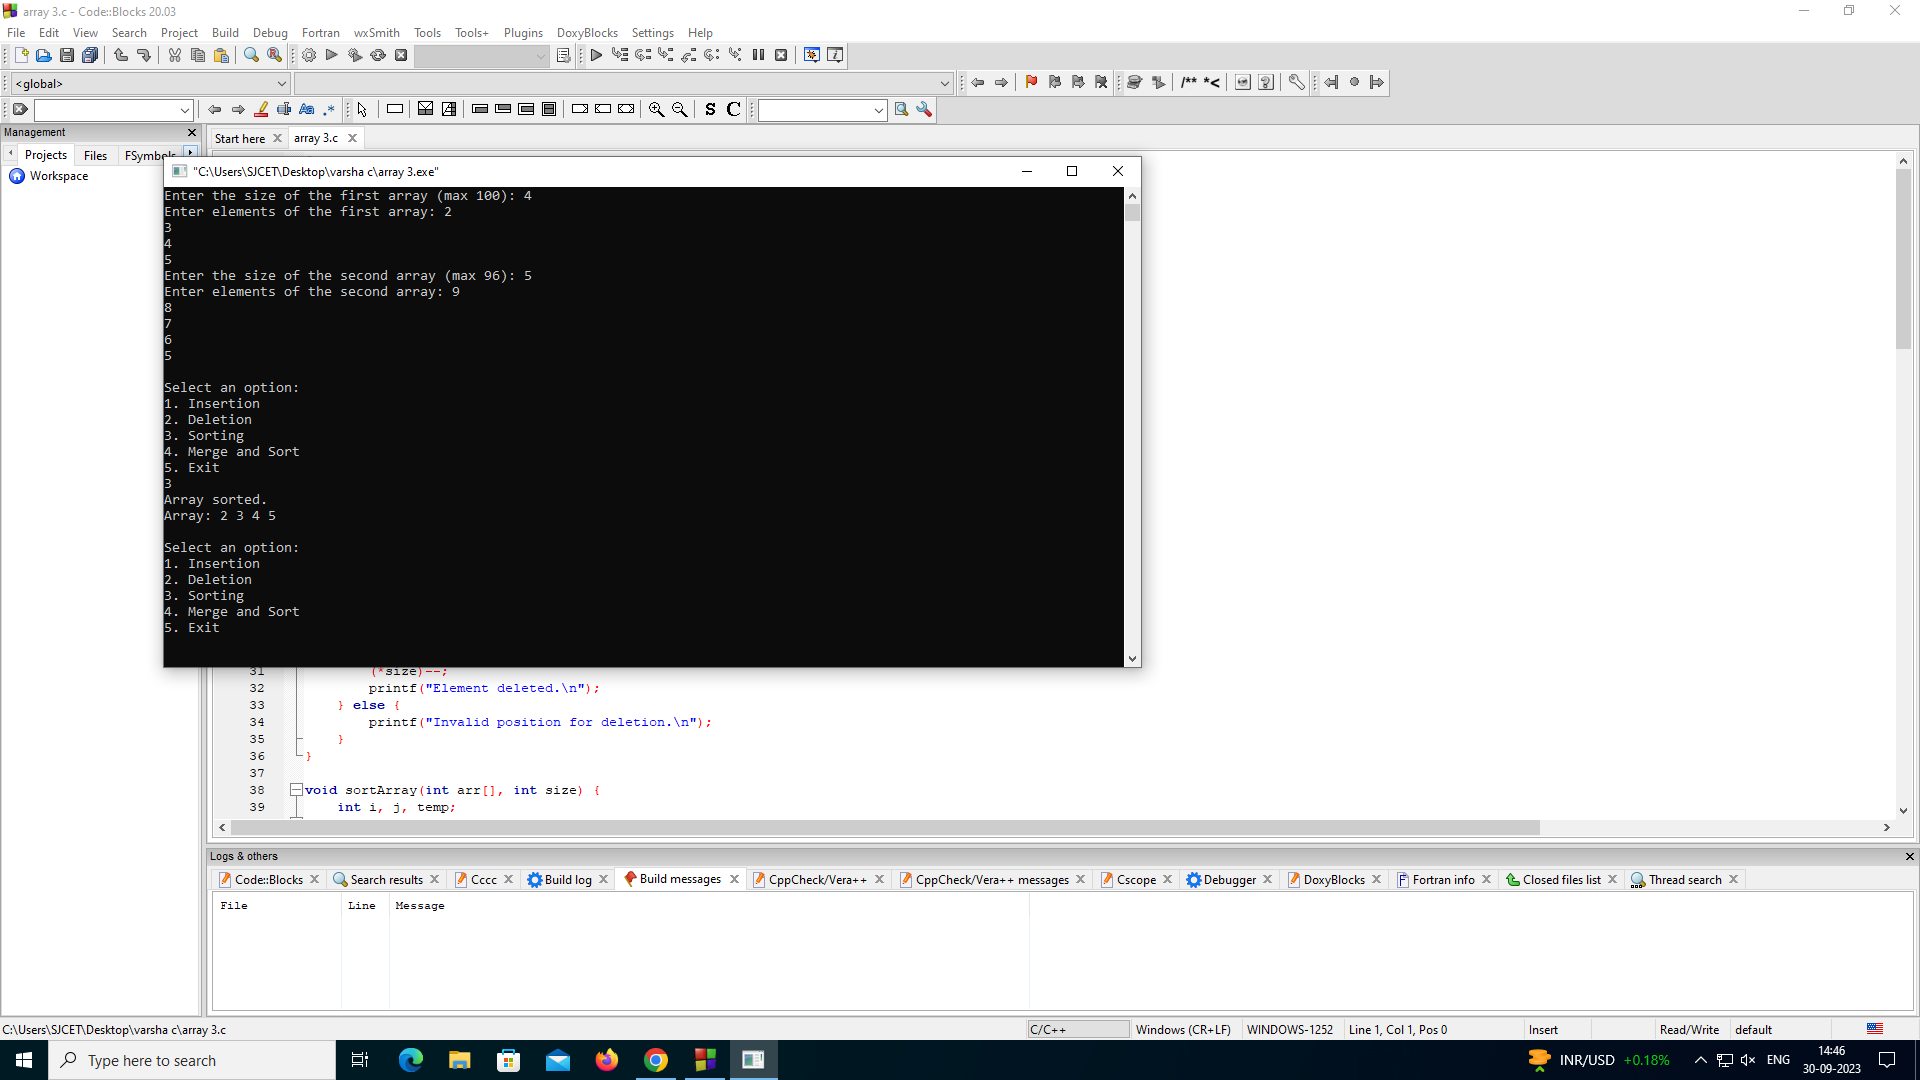 array 3.c - Code::Blocks 20.03
File Edit View Search Project Build Debug Fortran wxSmith Tools Tools+ Plugins DoxyBlocks Settings Help
<global>
/** *<
Aa .* S C
Management
Start here array 3.c
Projects Files FSymbols
Workspace
"C:\Users\SJCET\Desktop\varsha c\array 3.exe"
Enter the size of the first array (max 100): 4
Enter elements of the first array: 2
3
4
5
Enter the size of the second array (max 96): 5
Enter elements of the second array: 9
8
7
6
5
Select an option:
1. Insertion
2. Deletion
3. Sorting
4. Merge and Sort
5. Exit
3
Array sorted.
Array: 2 3 4 5
Select an option:
1. Insertion
2. Deletion
3. Sorting
4. Merge and Sort
5. Exit
31 (*size)--;
32 printf("Element deleted.\n");
33 } else {
34 printf("Invalid position for deletion.\n");
35 }
36 }
37
38 void sortArray(int arr[], int size) {
39 int i, j, temp;
Logs & others
Code::Blocks Search results Cccc Build log Build messages CppCheck/Vera++ CppCheck/Vera++ messages Cscope Debugger DoxyBlocks Fortran info Closed files list Thread search
File Line Message
C:\Users\SJCET\Desktop\varsha c\array 3.c C/C++ Windows (CR+LF) WINDOWS-1252 Line 1, Col 1, Pos 0 Insert Read/Write default
Type here to search INR/USD +0.18% ENG 14:46
30-09-2023